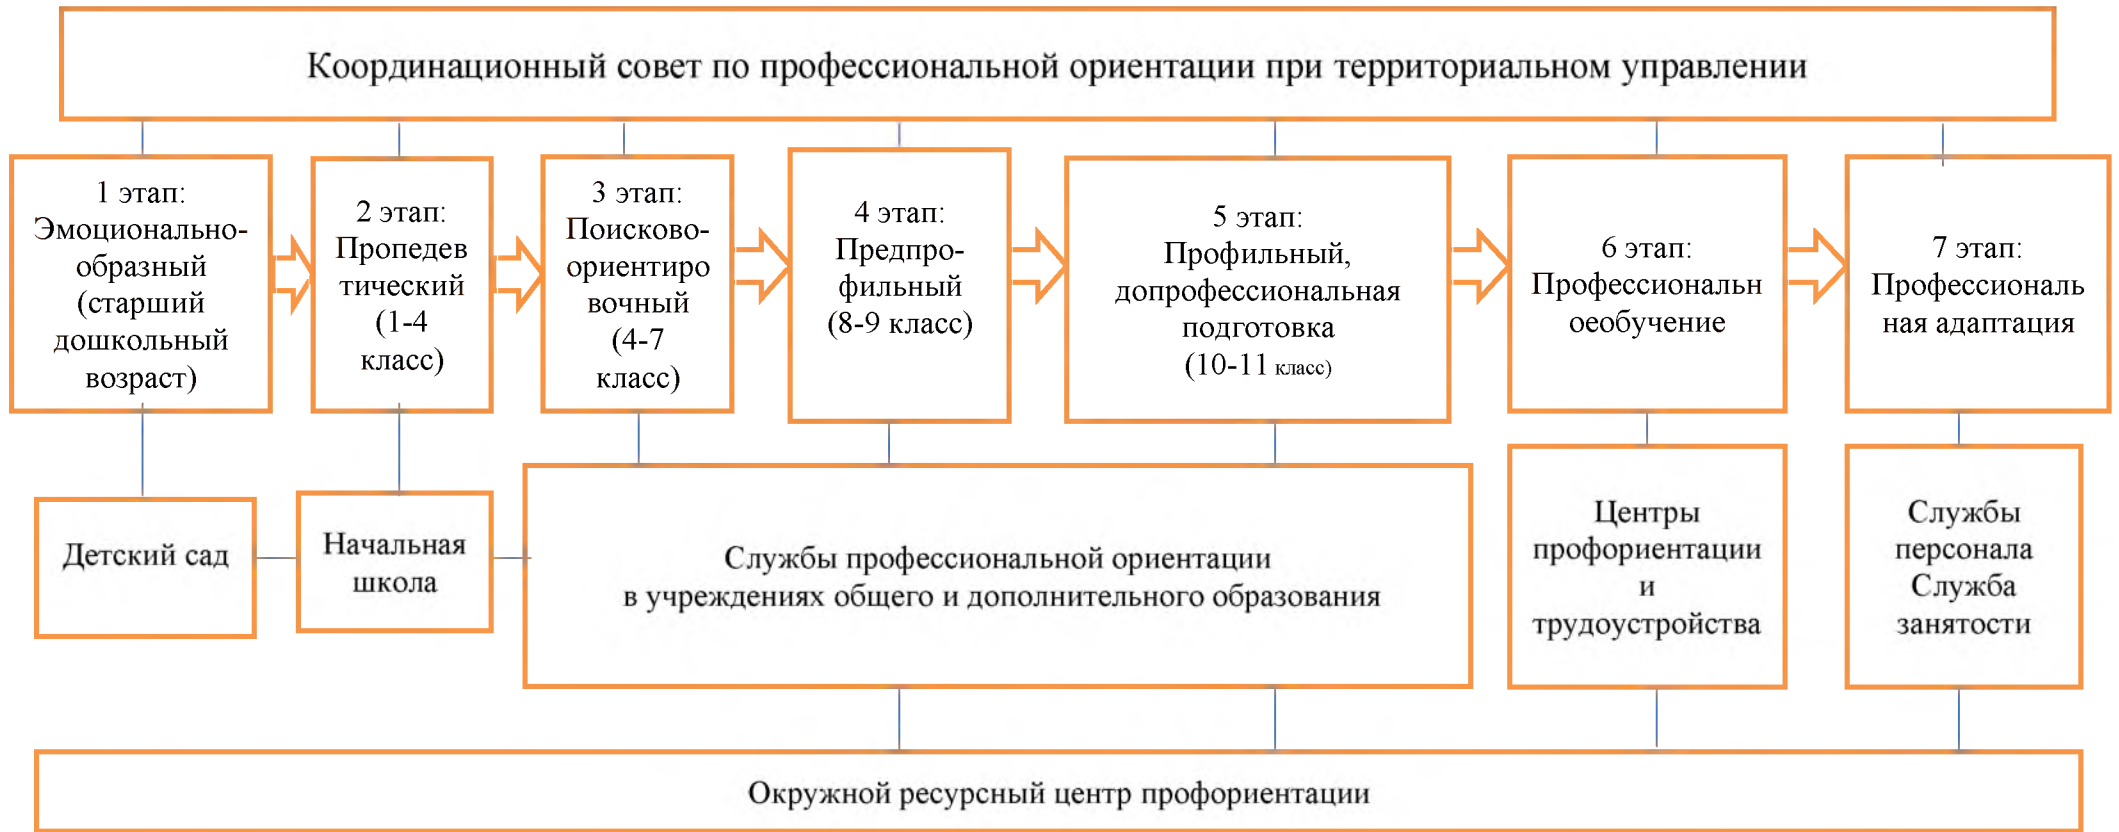 Координационный совет по профессиональной ориентации при территориальном управлении
1 этап:
Эмоционально-
образный
(старший
дошкольный
возраст)
2 этап:
Пропедев
тический
(1-4
класс)
3 этап:
Поисково-
ориентиро
вочный
(4-7
класс)
4 этап:
Предпро-
фильный
(8-9 класс)
5 этап:
Профильный,
допрофессиональная
подготовка
(10-11 класс)
6 этап:
Профессиональн
оеобучение
7 этап:
Профессиональ
ная адаптация
Детский сад
Начальная
школа
Службы профессиональной ориентации
в учреждениях общего и дополнительного образования
Центры
профориентации
и
трудоустройства
Службы
персонала
Служба
занятости
Окружной ресурсный центр профориентации